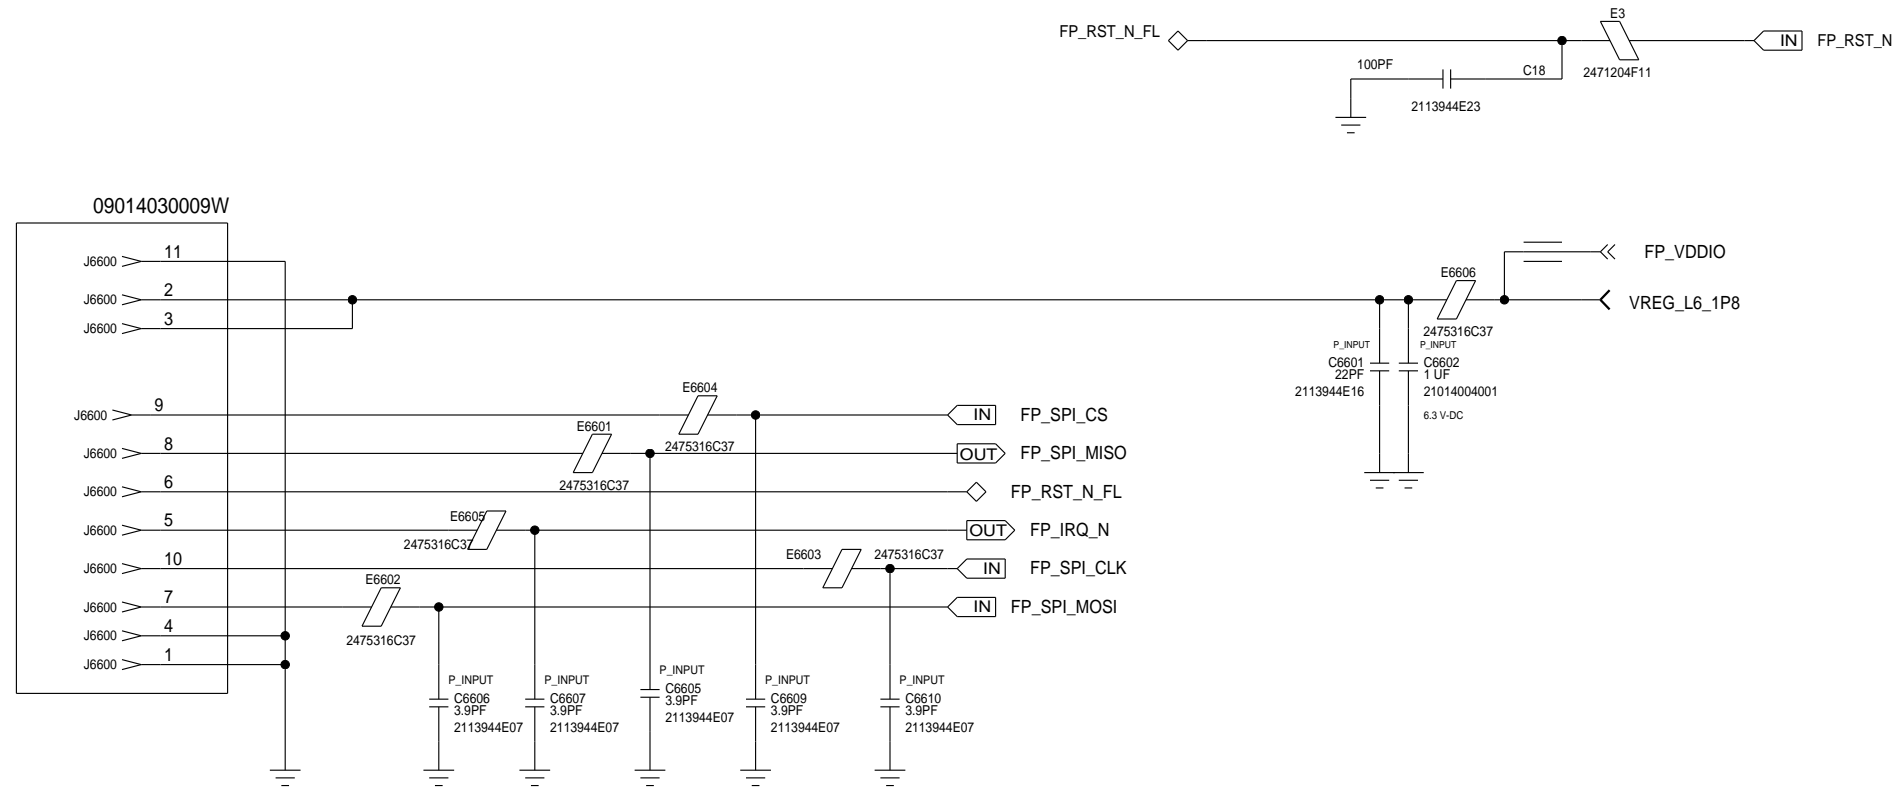 E3
FP_RST_N_FL
IN
FP_RST_N
100PF
C18
2471204F11
2113944E23
09014030009W
J6600
11
J6600
2
J6600
3
FP_VDDIO
E6606
VREG_L6_1P8
2475316C37
P_INPUT
C6601
22PF
2113944E16
P_INPUT
C6602
1 UF
21014004001
6.3 V-DC
J6600
9
E6604
2475316C37
IN
FP_SPI_CS
J6600
8
E6601
2475316C37
OUT
FP_SPI_MISO
J6600
6
FP_RST_N_FL
J6600
5
E6605
2475316C37
OUT
FP_IRQ_N
J6600
10
E6603
2475316C37
IN
FP_SPI_CLK
J6600
7
E6602
2475316C37
IN
FP_SPI_MOSI
J6600
4
J6600
1
P_INPUT
C6606
3.9PF
2113944E07
P_INPUT
C6607
3.9PF
2113944E07
P_INPUT
C6605
3.9PF
2113944E07
P_INPUT
C6609
3.9PF
2113944E07
P_INPUT
C6610
3.9PF
2113944E07